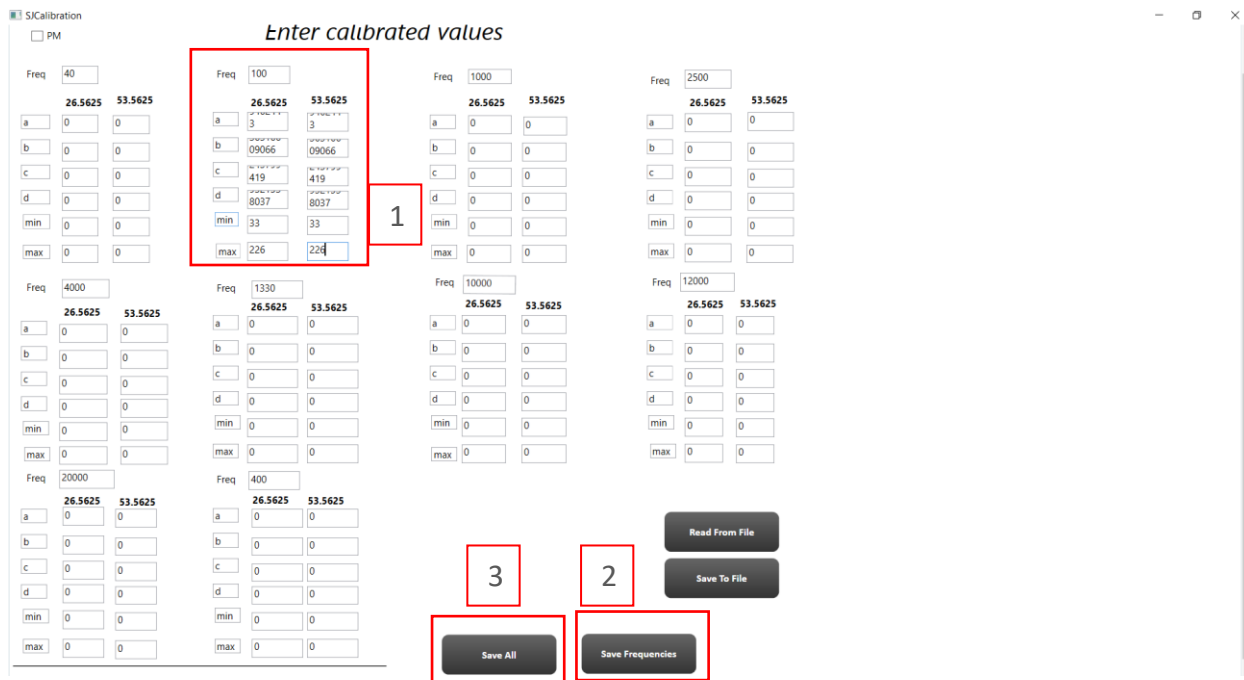 SJCalibration
PM
Enter calibrated values
Freq 40 Freq 100 Freq 1000 Freq 2500
26.5625 53.5625 26.5625 53.5625 26.5625 53.5625 26.5625 53.5625
a 0 0 a 3 3 a 0 0 a 0 0
b 0 0 b 09066 09066 b 0 0 b 0 0
c 0 0 c 419 419 c 0 0 c 0 0
d 0 0 d 8037 8037 d 0 0 d 0 0
1
min 0 0 min 33 33 min 0 0 min 0 0
max 0 0 max 226 226 max 0 0 max 0 0
Freq 4000 Freq 1330 Freq 10000 Freq 12000
26.5625 53.5625 26.5625 53.5625 26.5625 53.5625 26.5625 53.5625
a 0 0 a 0 0 a 0 0 a 0 0
b 0 0 b 0 0 b 0 0 b 0 0
c 0 0 c 0 0 c 0 0 c 0 0
d 0 0 d 0 0 d 0 0 d 0 0
min 0 0 min 0 0 min 0 0 min 0 0
max 0 0 max 0 0 max 0 0 max 0 0
Freq 20000 Freq 400
26.5625 53.5625 26.5625 53.5625
a 0 0 a 0 0
b 0 0 b 0 0
c 0 0 c 0 0
d 0 0 d 0 0
min 0 0 min 0 0
max 0 0 max 0 0
Read From File
Save To File
3 2
Save All Save Frequencies